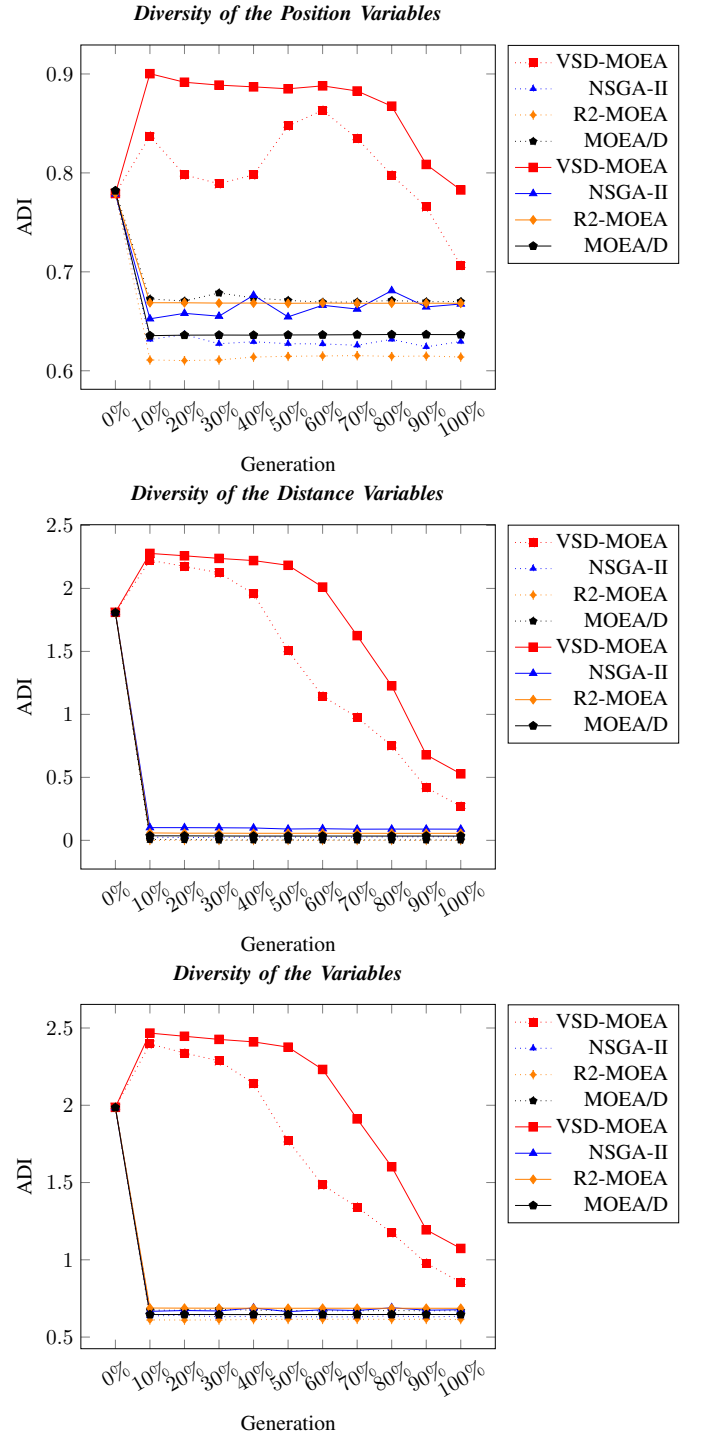 Diversity of the Position Variables
ADI
0.9
0.8
0.7
0.6
0%
10%
20%
30%
40%
50%
60%
70%
80%
90%
100%
Generation
VSD-MOEA
NSGA-II
R2-MOEA
MOEA/D
VSD-MOEA
NSGA-II
R2-MOEA
MOEA/D
Diversity of the Distance Variables
ADI
2.5
2
1.5
1
0.5
0
0%
10%
20%
30%
40%
50%
60%
70%
80%
90%
100%
Generation
VSD-MOEA
NSGA-II
R2-MOEA
MOEA/D
VSD-MOEA
NSGA-II
R2-MOEA
MOEA/D
Diversity of the Variables
ADI
2.5
2
1.5
1
0.5
0%
10%
20%
30%
40%
50%
60%
70%
80%
90%
100%
Generation
VSD-MOEA
NSGA-II
R2-MOEA
MOEA/D
VSD-MOEA
NSGA-II
R2-MOEA
MOEA/D